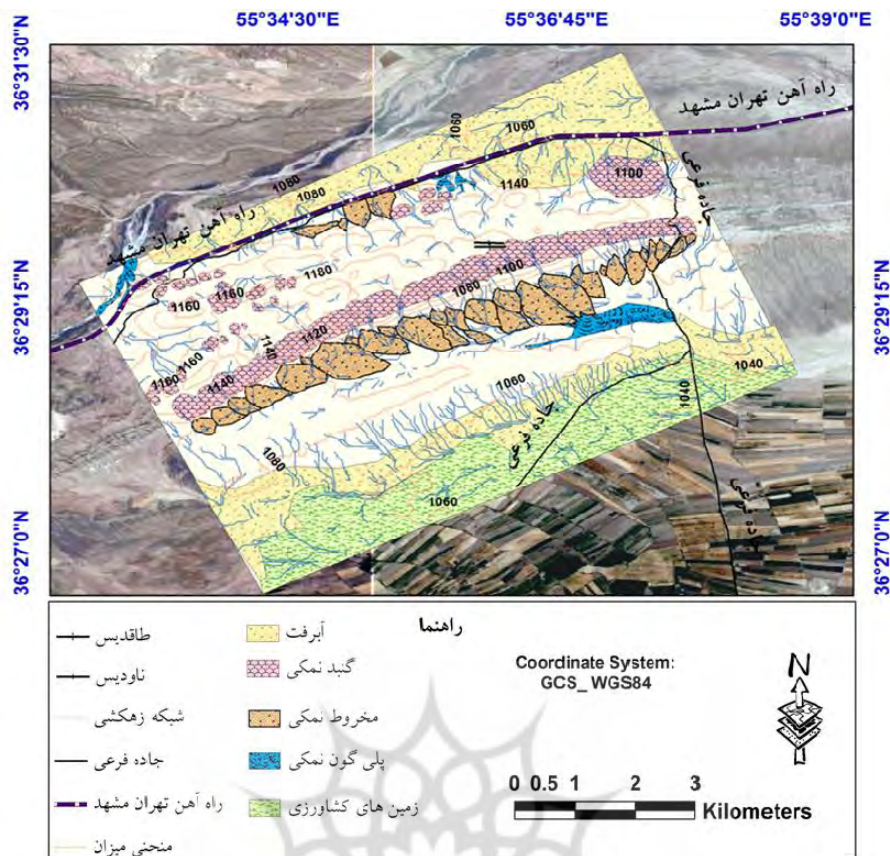 55°34'30"E 55°36'45"E 55°39'0"E
36°31'30"N
36°31'30"N
راه آهن تهران مشهد
1060
1060
1080
1080
1140
1100
جاده فرعی
راه آهن تهران مشهد
1180
1160
1160
1100
1080
36°29'15"N
36°29'15"N
1140
1120
1160
1160
1140
1060
1040
1040
جاده فرعی
1080
1060
جاده فرعی
36°27'0"N
36°27'0"N
راهنما
طاقدیس
ناودیس
شبکه زهکشی
جاده فرعی
راه آهن تهران مشهد
منحنی میزان
آبرفت
گنبد نمکی
مخروط نمکی
پلی گون نمکی
زمین های کشاورزی
Coordinate System:
GCS_WGS84
N
0 0.5 1 2 3
Kilometers